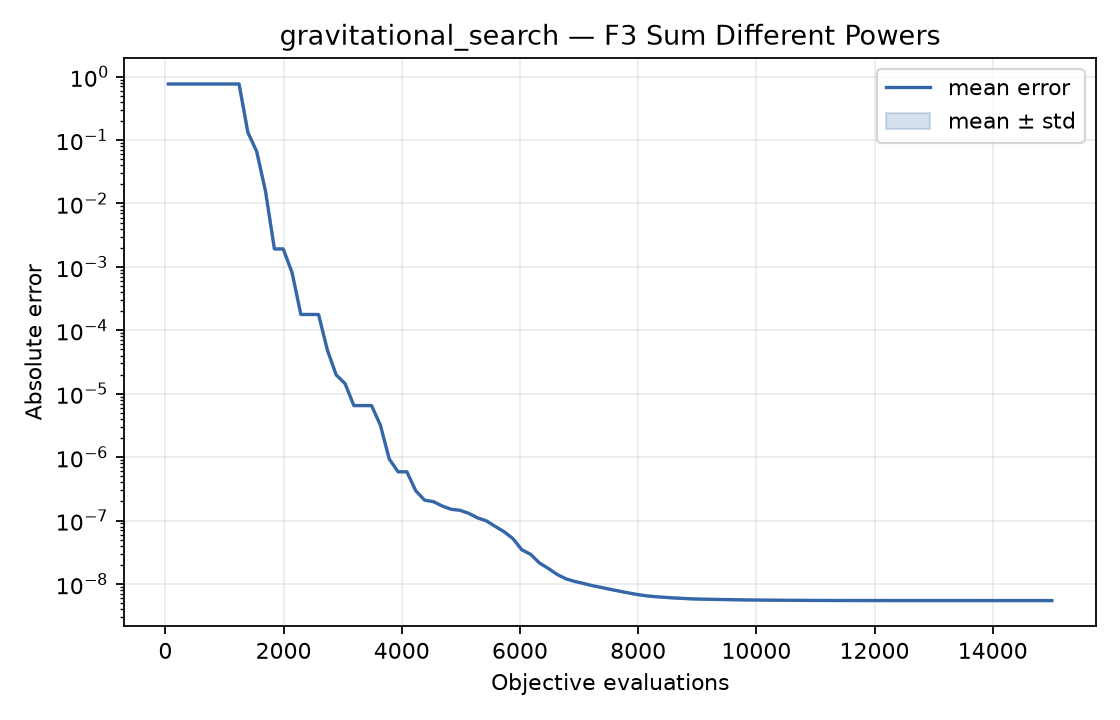 gravitational_search — F3 Sum Different Powers
mean error
mean ± std
Absolute error
10⁰
10⁻¹
10⁻²
10⁻³
10⁻⁴
10⁻⁵
10⁻⁶
10⁻⁷
10⁻⁸
0 2000 4000 6000 8000 10000 12000 14000
Objective evaluations